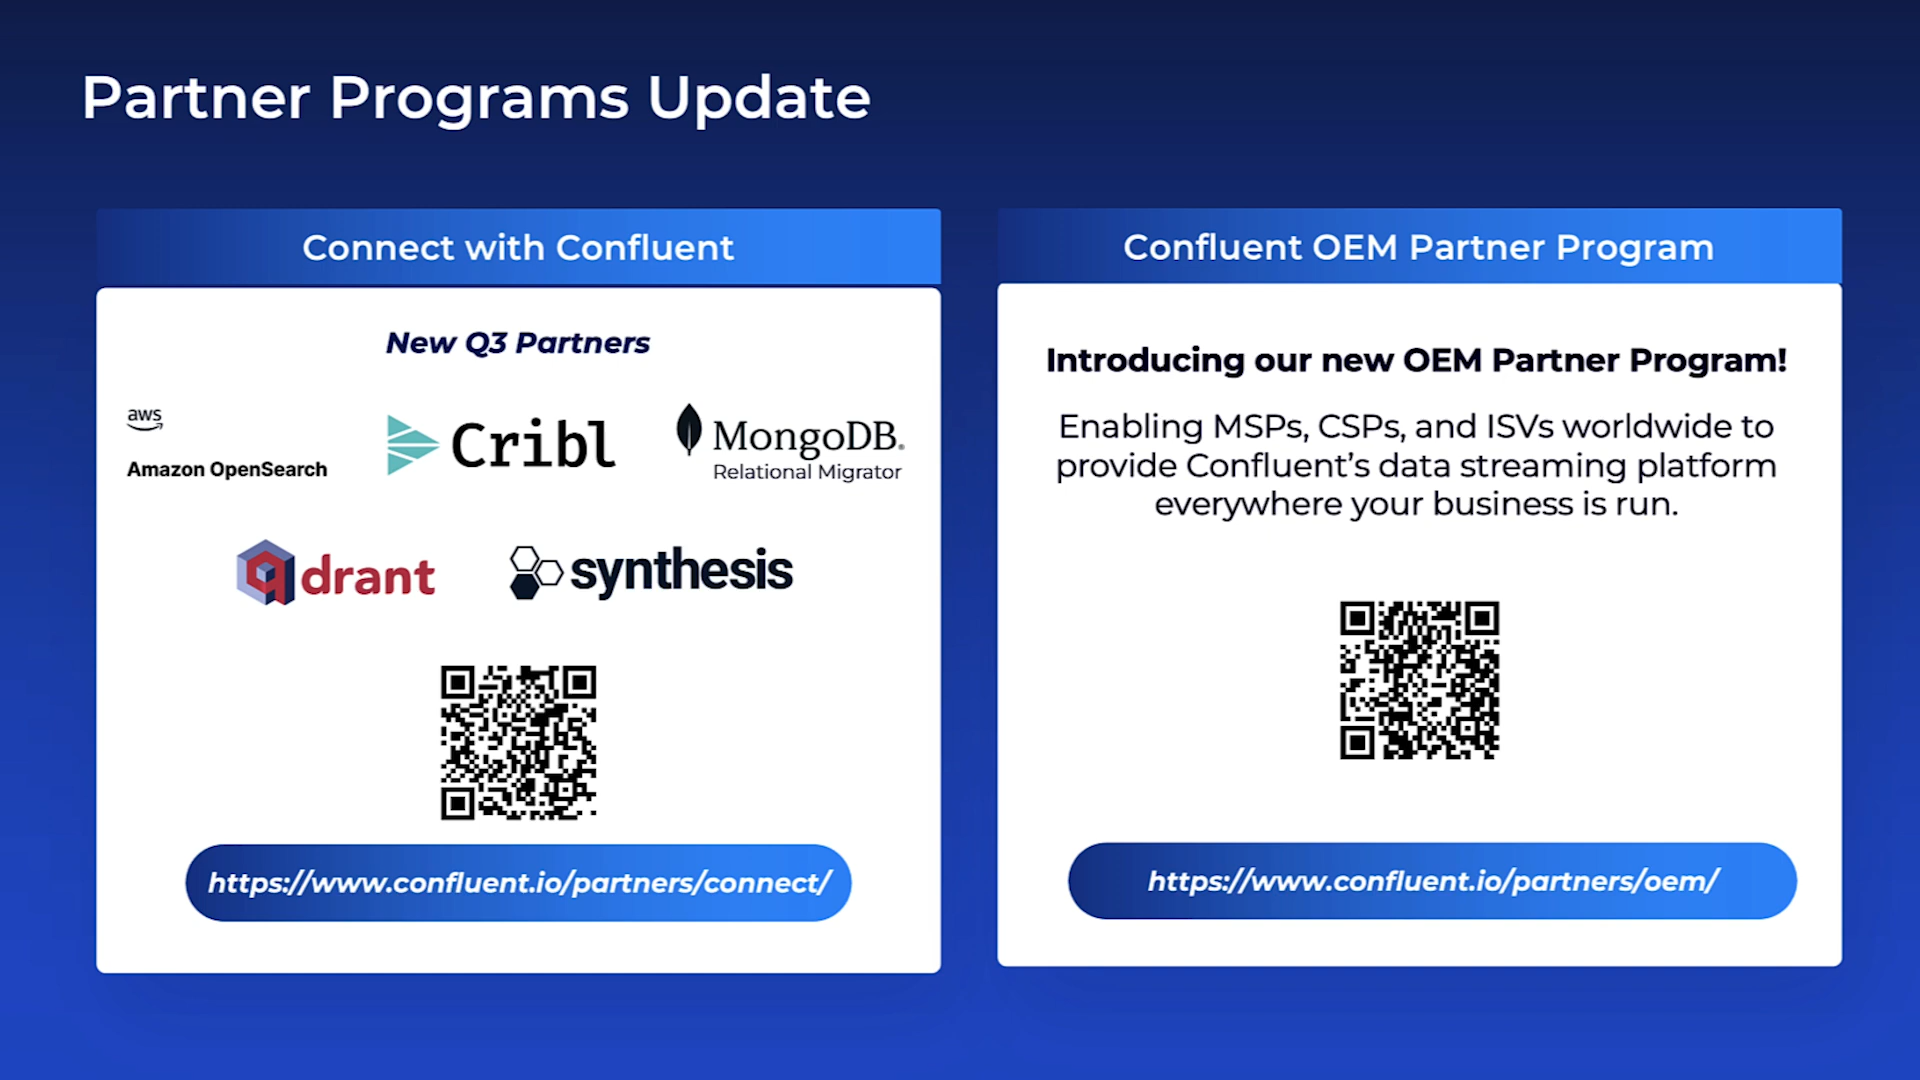 Partner Programs Update
Connect with Confluent
New Q3 Partners
aws
Amazon OpenSearch
Cribl
MongoDB.
Relational Migrator
qdrant
synthesis
https://www.confluent.io/partners/connect/
Confluent OEM Partner Program
Introducing our new OEM Partner Program!
Enabling MSPs, CSPs, and ISVs worldwide to
provide Confluent’s data streaming platform
everywhere your business is run.
https://www.confluent.io/partners/oem/